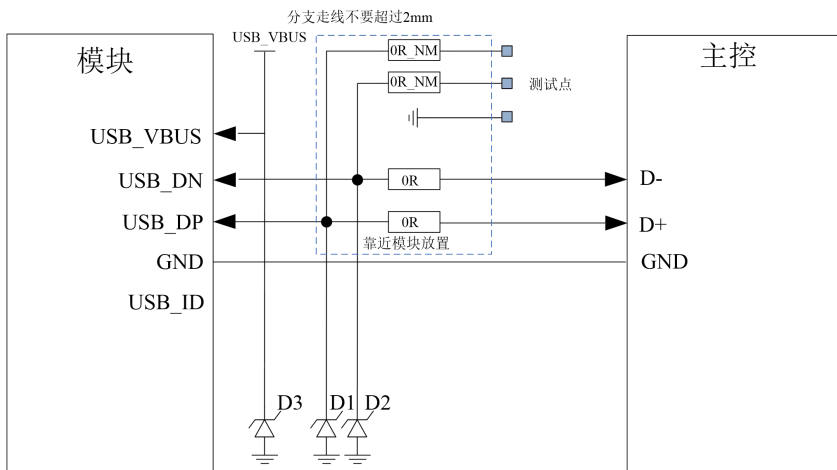 分支走线不要超过2mm
USB_VBUS
模块
主控
0R_NM
0R_NM
测试点
USB_VBUS
USB_DN
0R
D-
USB_DP
0R
D+
靠近模块放置
GND
GND
USB_ID
D3
D1
D2